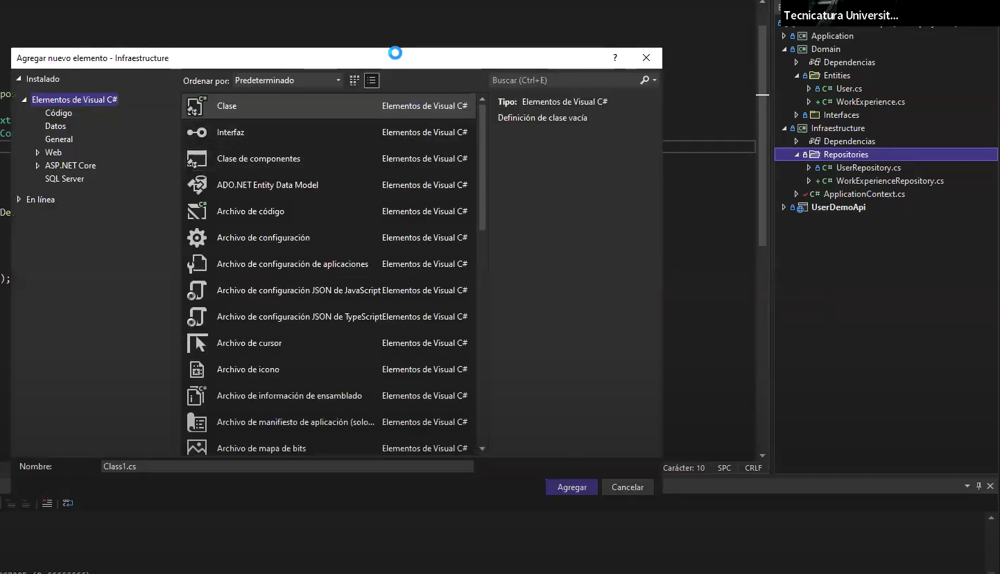 Tecnicatura Universit...
Agregar nuevo elemento - Infraestructure
?
Instalado
Elementos de Visual C#
Código
Datos
General
Web
ASP.NET Core
SQL Server
En línea
Ordenar por: Predeterminado
Buscar (Ctrl+E)
Clase Elementos de Visual C#
Interfaz Elementos de Visual C#
Clase de componentes Elementos de Visual C#
ADO.NET Entity Data Model Elementos de Visual C#
Archivo de código Elementos de Visual C#
Archivo de configuración Elementos de Visual C#
Archivo de configuración de aplicaciones Elementos de Visual C#
Archivo de configuración JSON de JavaScript Elementos de Visual C#
Archivo de configuración JSON de TypeScript Elementos de Visual C#
Archivo de cursor Elementos de Visual C#
Archivo de icono Elementos de Visual C#
Archivo de información de ensamblado Elementos de Visual C#
Archivo de manifiesto de aplicación (solo... Elementos de Visual C#
Archivo de mapa de bits Elementos de Visual C#
Tipo: Elementos de Visual C#
Definición de clase vacía
Nombre: Class1.cs
Agregar Cancelar
pos
xt
Co
De
);
Carácter: 10 SPC CRLF
C# Application
C# Domain
Dependencias
Entities
C# User.cs
+ C# WorkExperience.cs
Interfaces
C# Infraestructure
Dependencias
Repositories
C# UserRepository.cs
+ C# WorkExperienceRepository.cs
C# ApplicationContext.cs
UserDemoApi